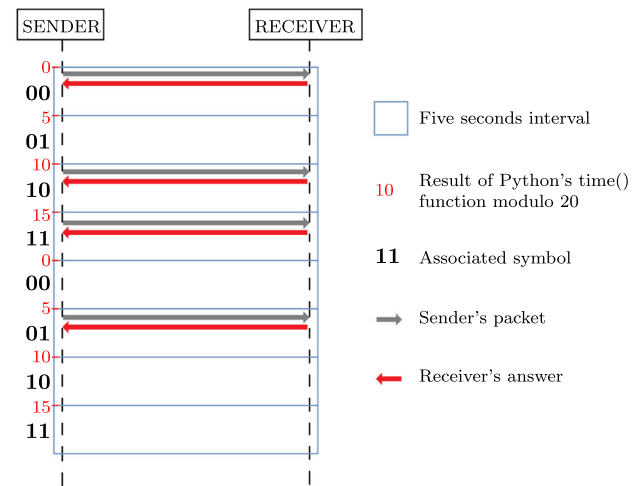 SENDER
RECEIVER
0
00
5
01
10
10
15
11
0
00
5
01
10
10
15
11
Five seconds interval
10
Result of Python's time()
function modulo 20
11
Associated symbol
Sender's packet
Receiver's answer